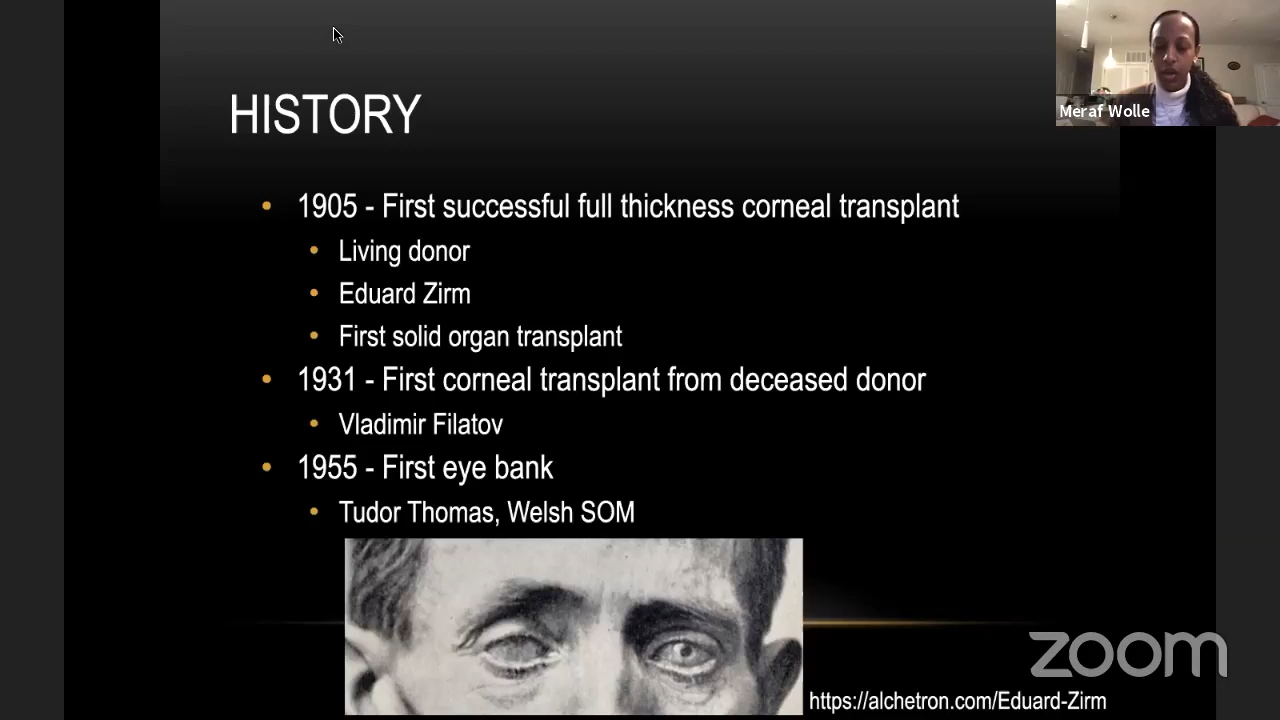 Meraf Wolle
HISTORY
1905 - First successful full thickness corneal transplant
Living donor
Eduard Zirm
First solid organ transplant
1931 - First corneal transplant from deceased donor
Vladimir Filatov
1955 - First eye bank
Tudor Thomas, Welsh SOM
zoom
https://alchetron.com/Eduard-Zirm